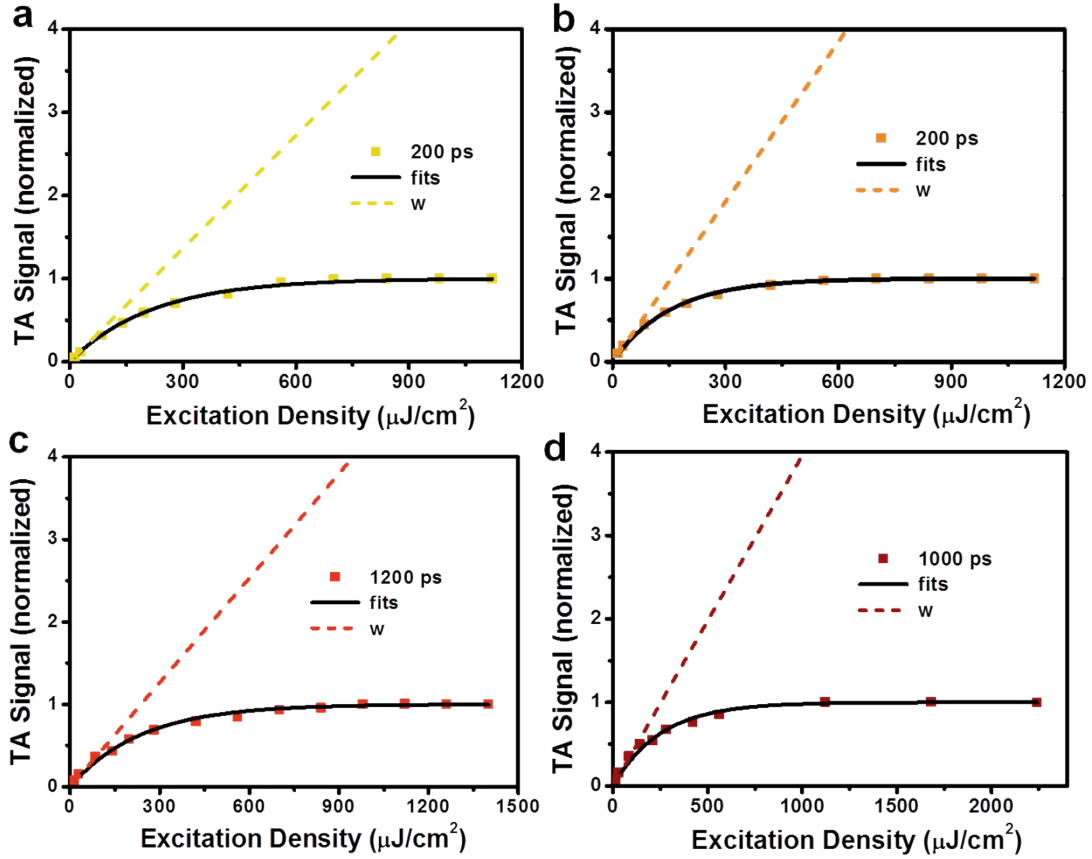 a
TA Signal (normalized)
4
3
2
1
0
200 ps
fits
w
0 300 600 900 1200
Excitation Density (μJ/cm²)
b
TA Signal (normalized)
4
3
2
1
0
200 ps
fits
w
0 300 600 900 1200
Excitation Density (μJ/cm²)
c
TA Signal (normalized)
4
3
2
1
0
1200 ps
fits
w
0 300 600 900 1200 1500
Excitation Density (μJ/cm²)
d
TA Signal (normalized)
4
3
2
1
0
1000 ps
fits
w
0 500 1000 1500 2000
Excitation Density (μJ/cm²)